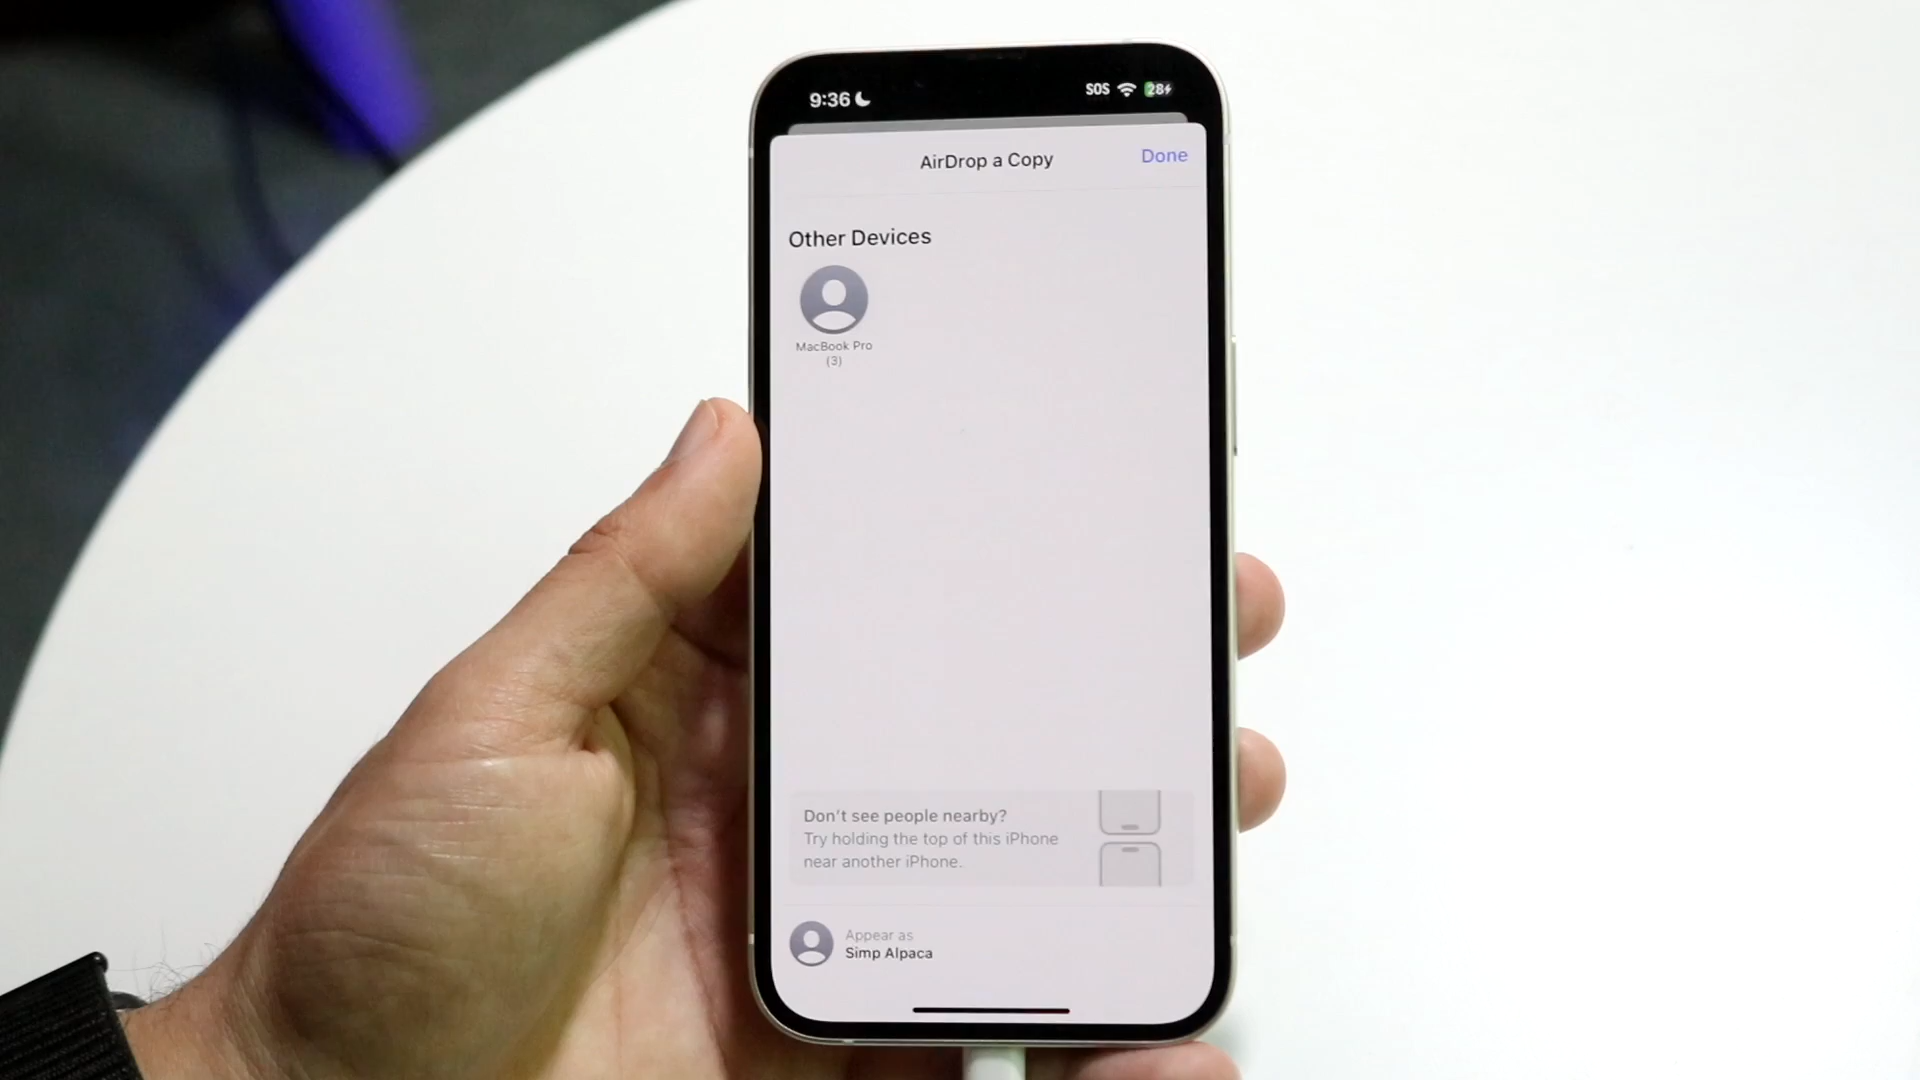 9:36
SOS 28
AirDrop a Copy
Done
Other Devices
MacBook Pro
(3)
Don't see people nearby?
Try holding the top of this iPhone
near another iPhone.
Appear as
Simp Alpaca